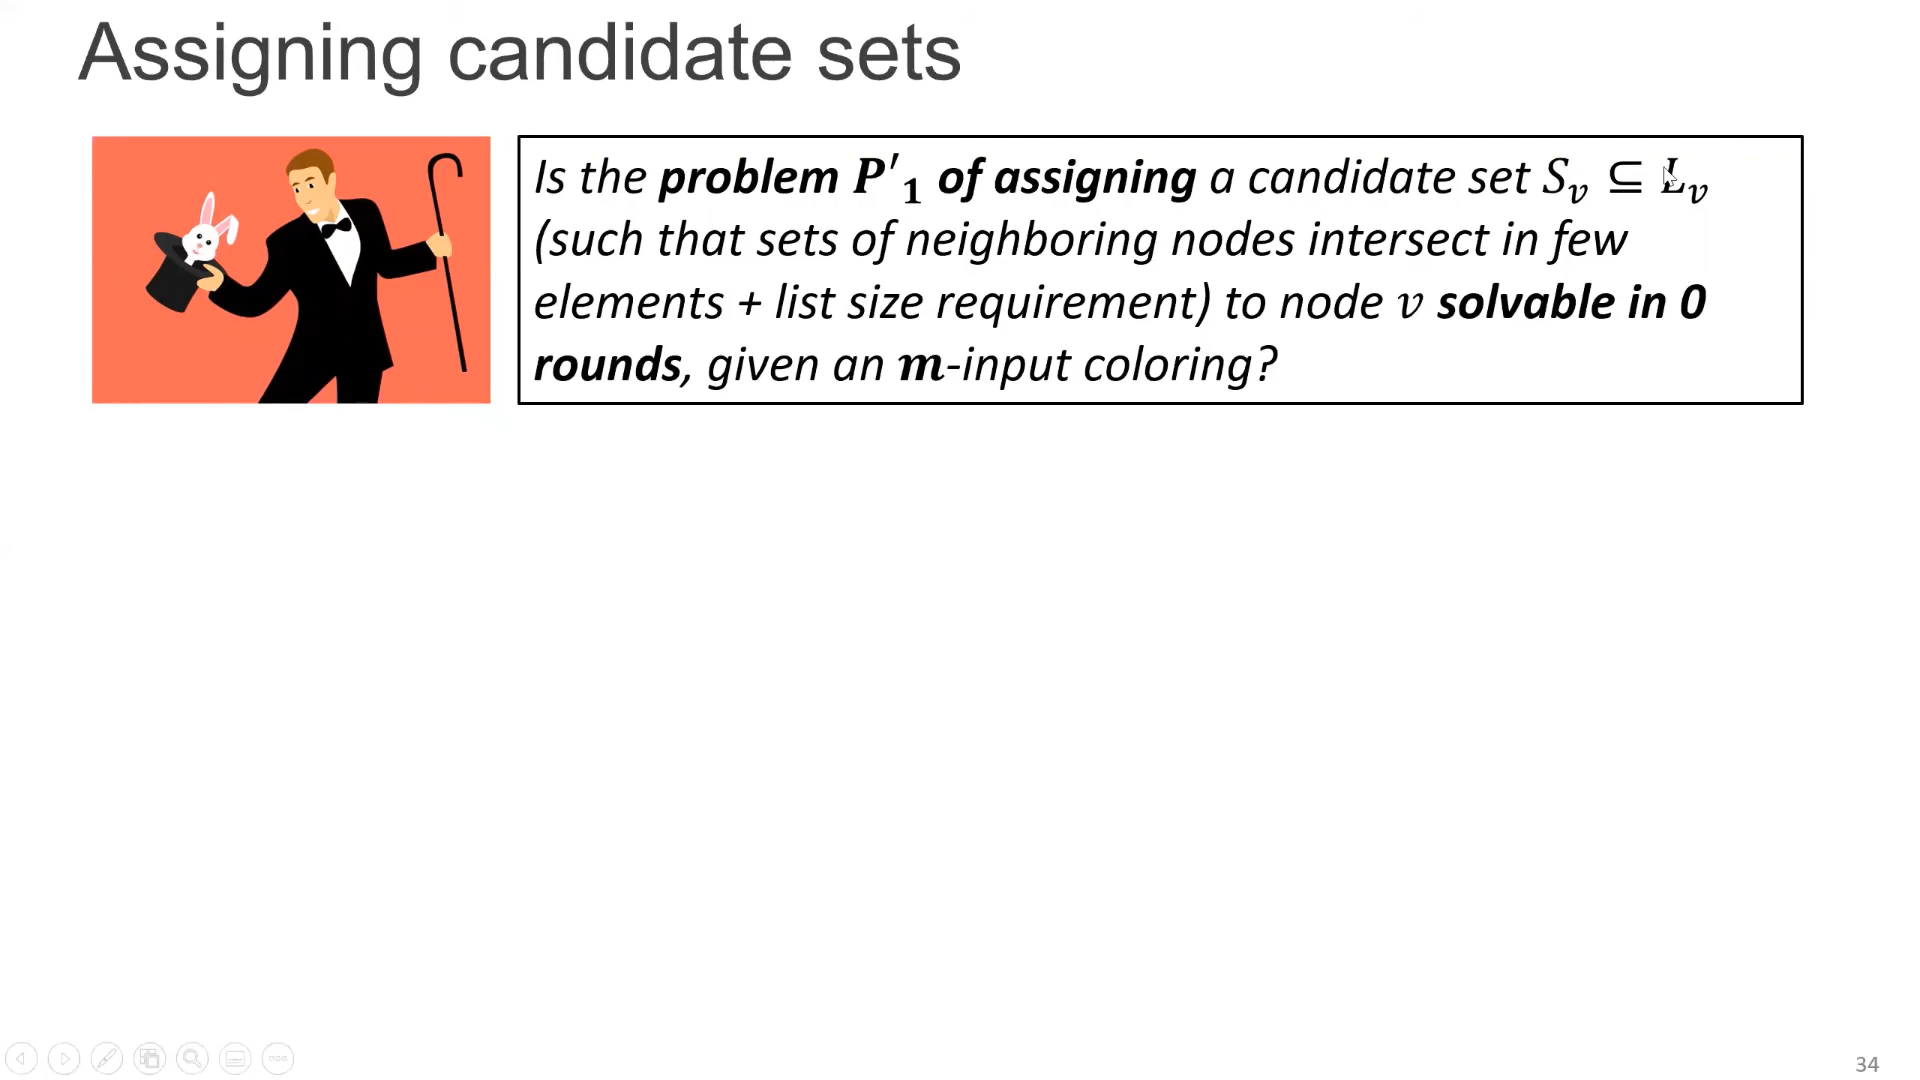 Assigning candidate sets
Is the problem P′₁ of assigning a candidate set Sᵥ ⊆ Lᵥ
(such that sets of neighboring nodes intersect in few
elements + list size requirement) to node v solvable in 0
rounds, given an m-input coloring?
34